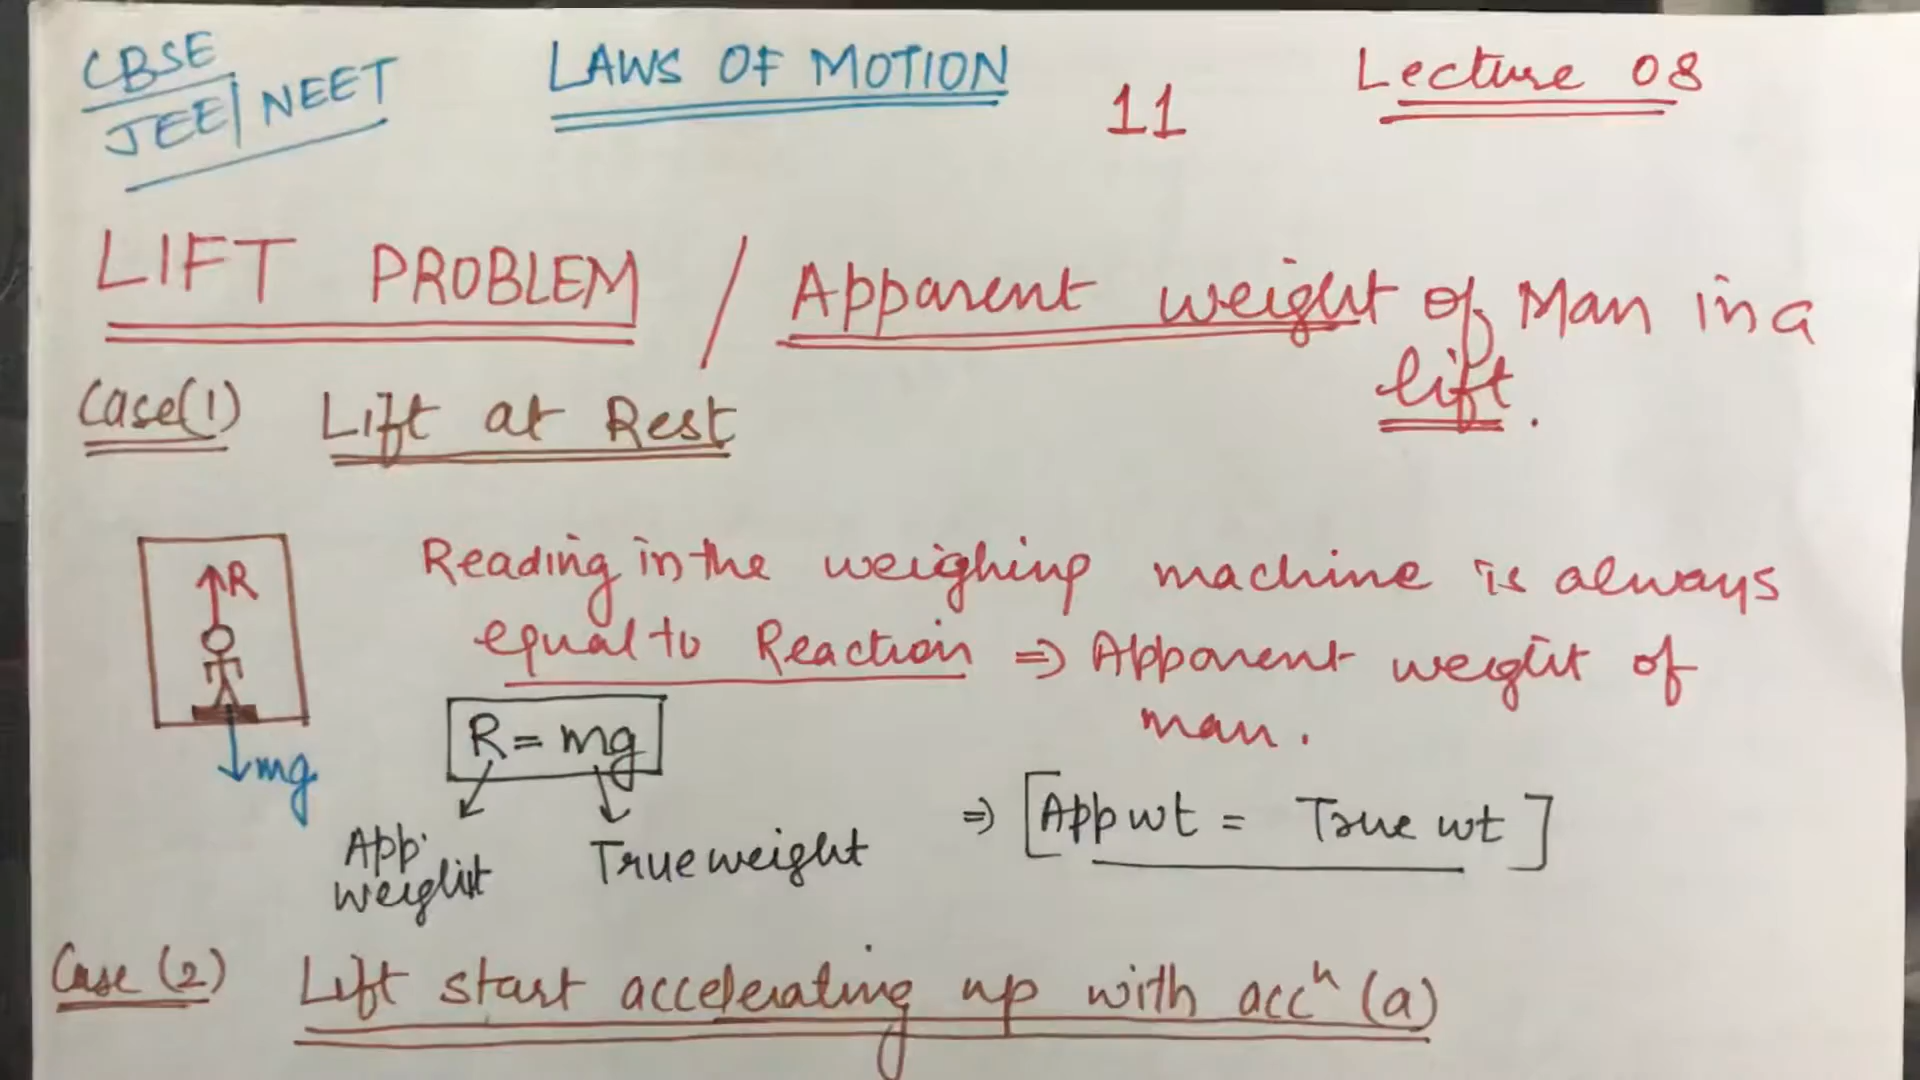 CBSE
JEE/NEET
LAWS OF MOTION
11
Lecture 08
LIFT PROBLEM / Apparent weight of Man in a
lift.
Case(1) Lift at Rest
R
mg
Reading in the weighing machine is always
equal to Reaction => Apparent weight of
man.
R = mg
App. weight
True weight
=> [App wt = True wt]
Case (2) Lift start accelerating up with accⁿ (a)